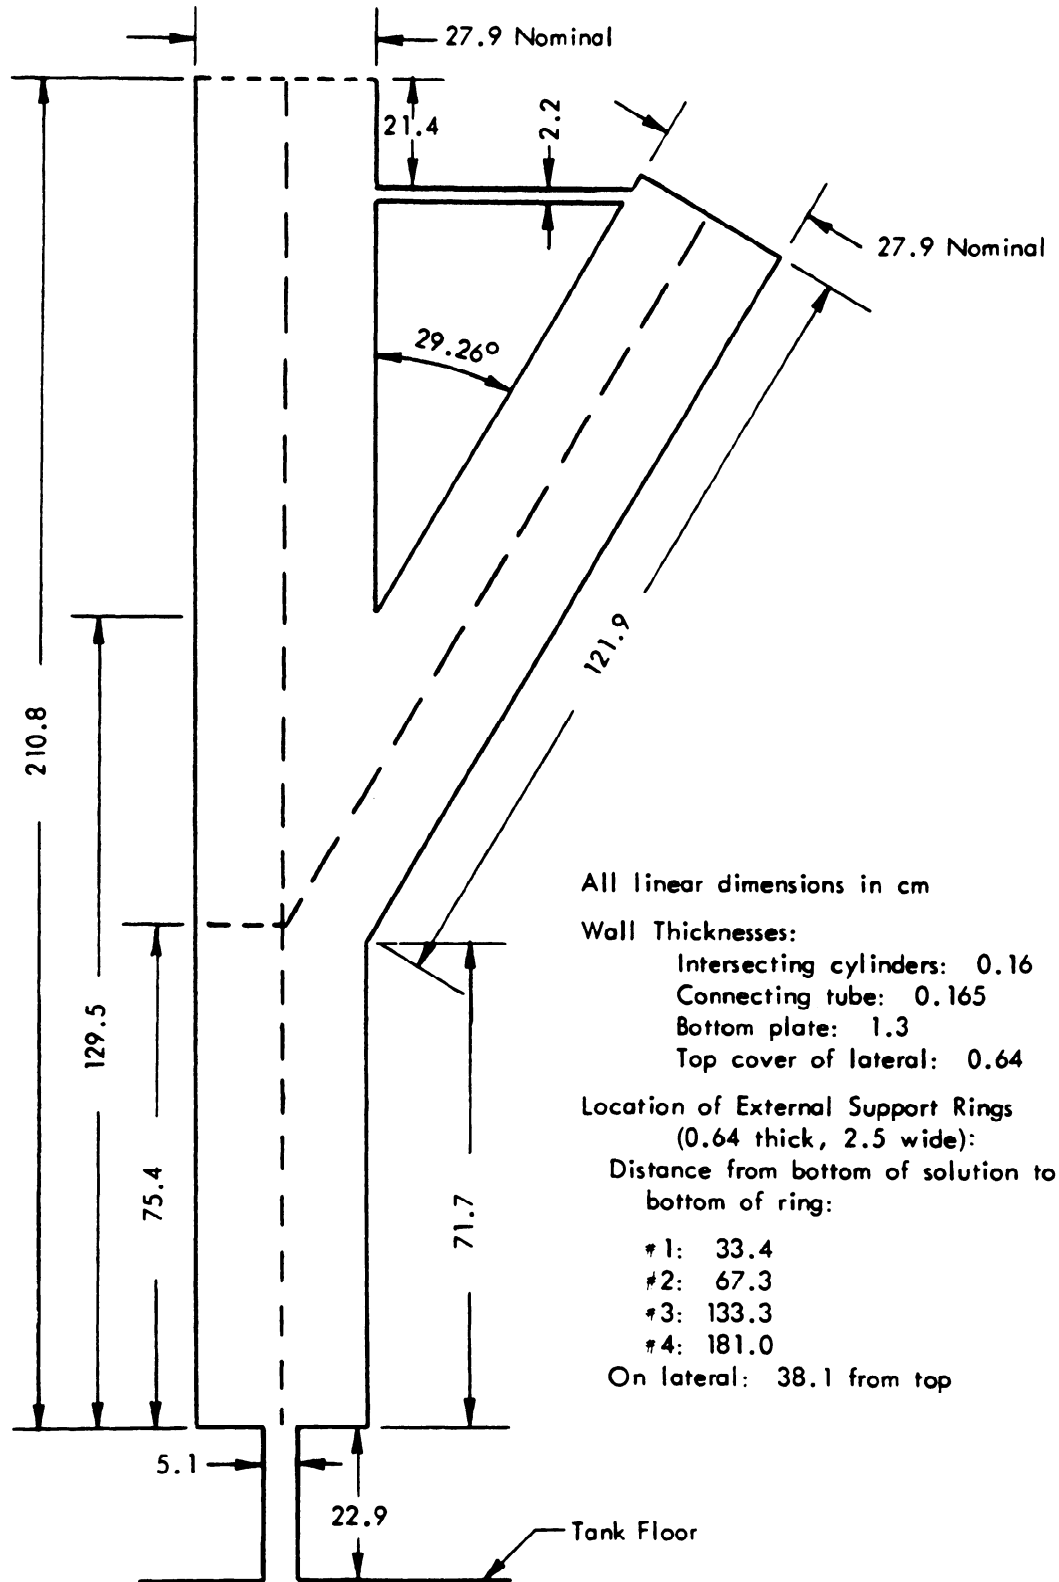 27.9 Nominal
21.4
2.2
27.9 Nominal
29.26°
121.9
210.8
129.5
75.4
71.7
All linear dimensions in cm
Wall Thicknesses:
Intersecting cylinders: 0.16
Connecting tube: 0.165
Bottom plate: 1.3
Top cover of lateral: 0.64
Location of External Support Rings
(0.64 thick, 2.5 wide):
Distance from bottom of solution to
bottom of ring:
#1: 33.4
#2: 67.3
#3: 133.3
#4: 181.0
On lateral: 38.1 from top
5.1
22.9
Tank Floor